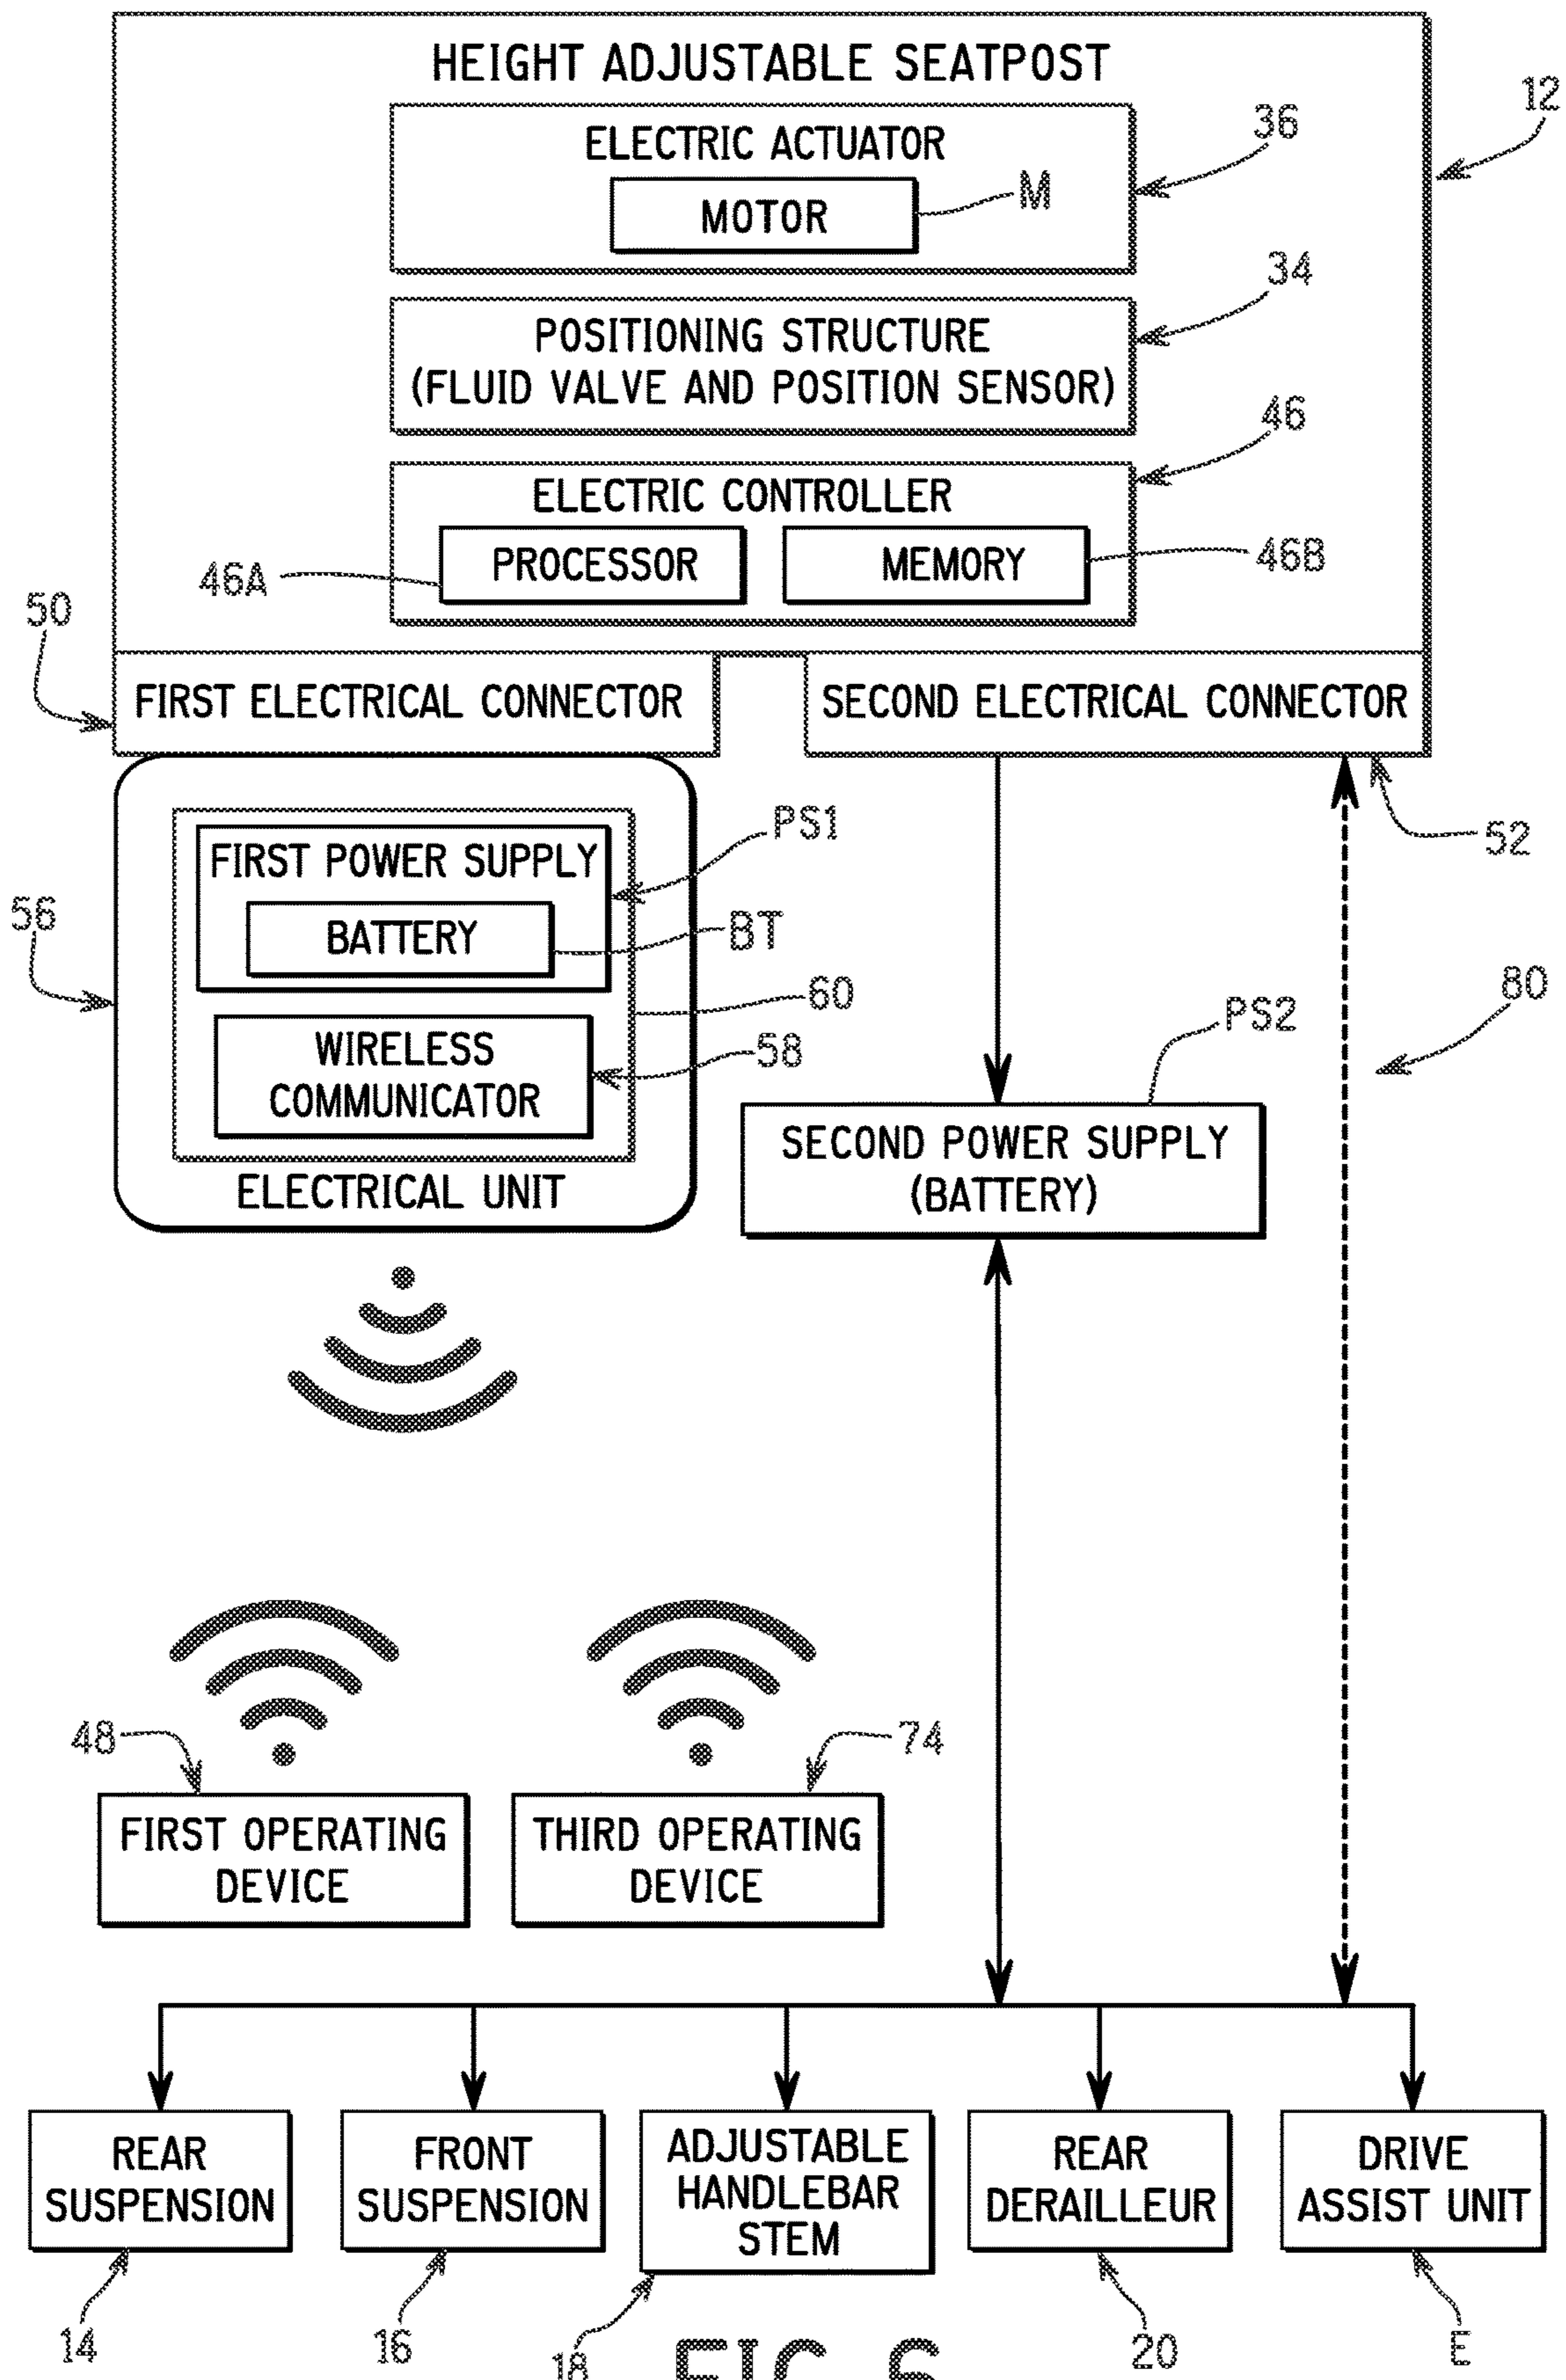 HEIGHT ADJUSTABLE SEATPOST
12
ELECTRIC ACTUATOR
36
MOTOR
M
34
POSITIONING STRUCTURE
(FLUID VALVE AND POSITION SENSOR)
46
ELECTRIC CONTROLLER
PROCESSOR
MEMORY
46A
46B
50
FIRST ELECTRICAL CONNECTOR
SECOND ELECTRICAL CONNECTOR
52
PS1
FIRST POWER SUPPLY
56
BATTERY
BT
60
80
PS2
WIRELESS
COMMUNICATOR
58
SECOND POWER SUPPLY
(BATTERY)
ELECTRICAL UNIT
48
74
FIRST OPERATING
DEVICE
THIRD OPERATING
DEVICE
REAR
SUSPENSION
FRONT
SUSPENSION
ADJUSTABLE
HANDLEBAR
STEM
REAR
DERAILLEUR
DRIVE
ASSIST UNIT
14
16
18
20
E
FIG 6